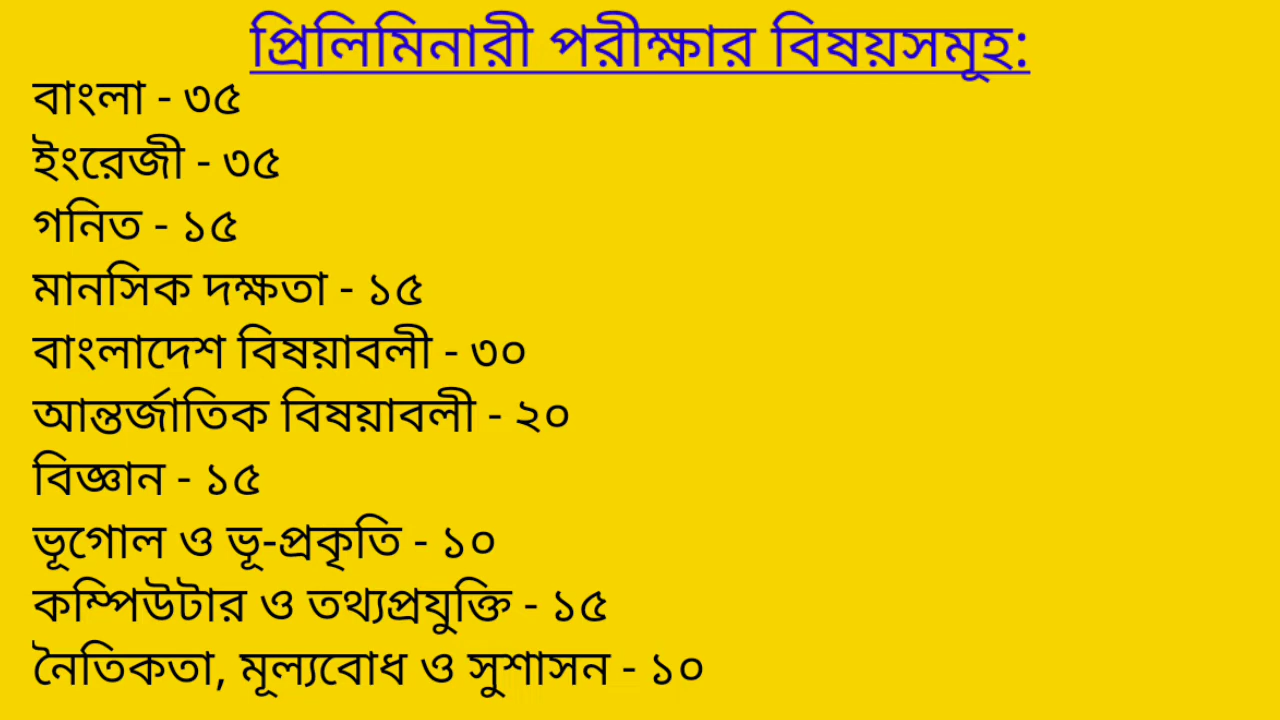 প্রিলিমিনারী পরীক্ষার বিষয়সমূহ:
বাংলা - ৩৫
ইংরেজী - ৩৫
গনিত - ১৫
মানসিক দক্ষতা - ১৫
বাংলাদেশ বিষয়াবলী - ৩০
আন্তর্জাতিক বিষয়াবলী - ২০
বিজ্ঞান - ১৫
ভূগোল ও ভূ-প্রকৃতি - ১০
কম্পিউটার ও তথ্যপ্রযুক্তি - ১৫
নৈতিকতা, মূল্যবোধ ও সুশাসন - ১০